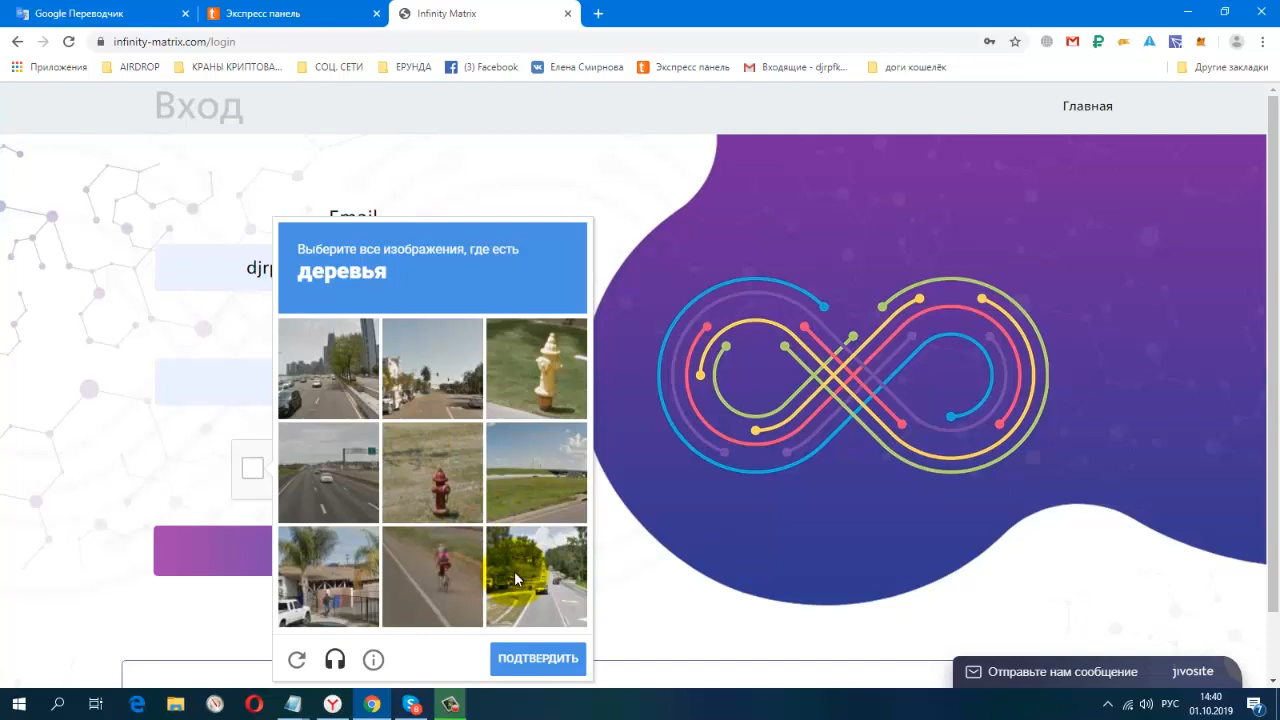 Google Переводчик
Экспресс панель
Infinity Matrix
infinity-matrix.com/login
Приложения
AIRDROP
КРАНЫ КРИПТОВА...
СОЦ. СЕТИ
ЕРУНДА
(3) Facebook
Елена Смирнова
Экспресс панель
Входящие - djrpfk...
доги кошелёк
Другие закладки
Вход
Главная
Email
djrp
Выберите все изображения, где есть
деревья
ПОДТВЕРДИТЬ
Отправьте нам сообщение
jivosite
РУС
14:40
01.10.2019